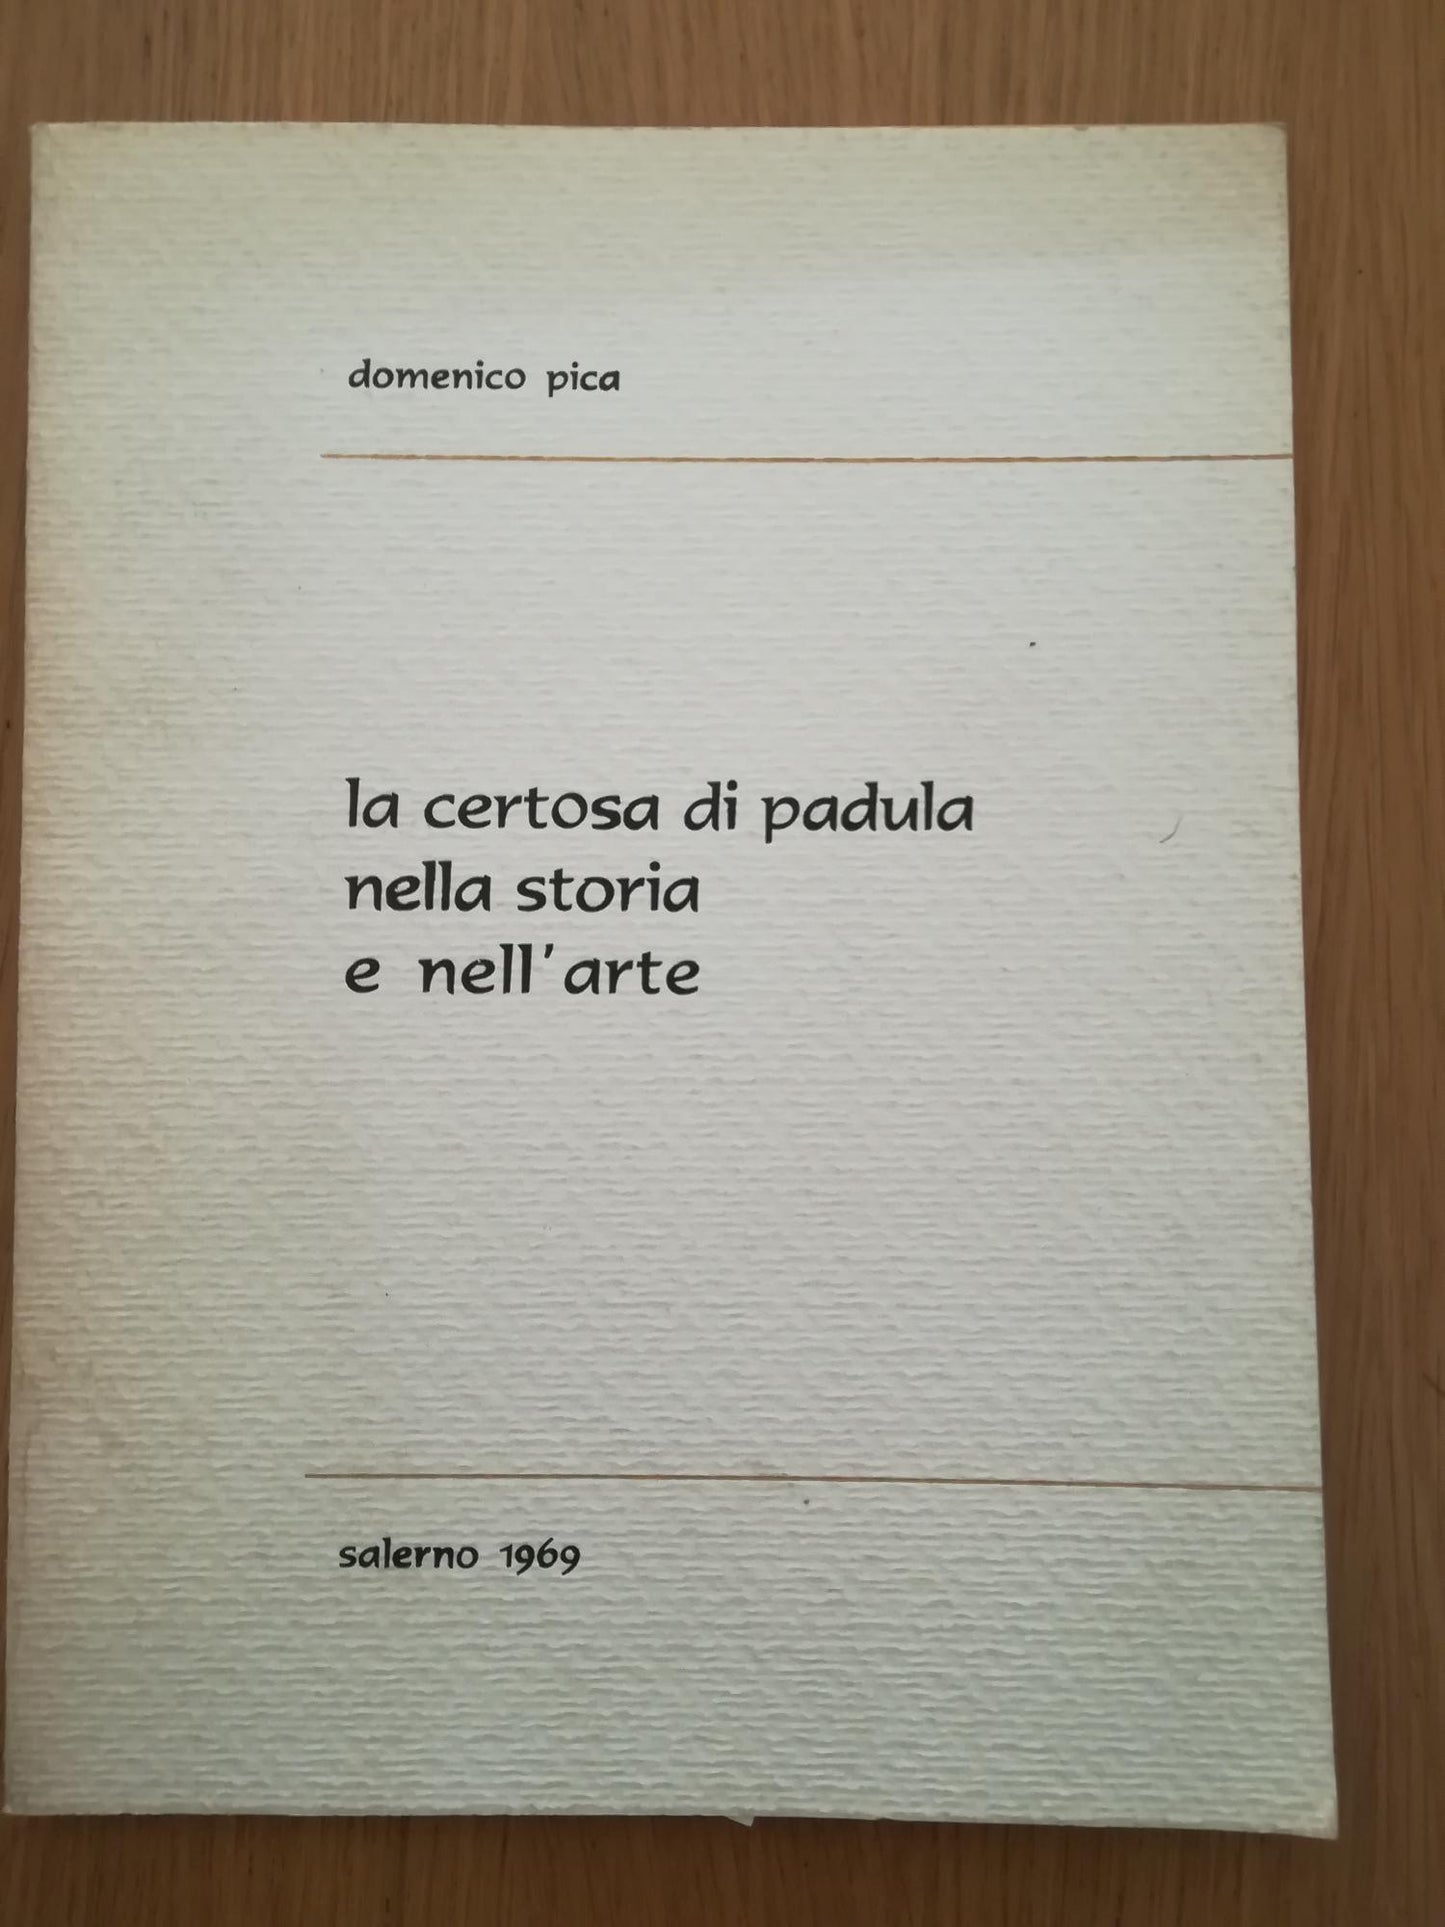 domenico pica
la certosa di padula
nella storia
e nell'arte
salerno 1969